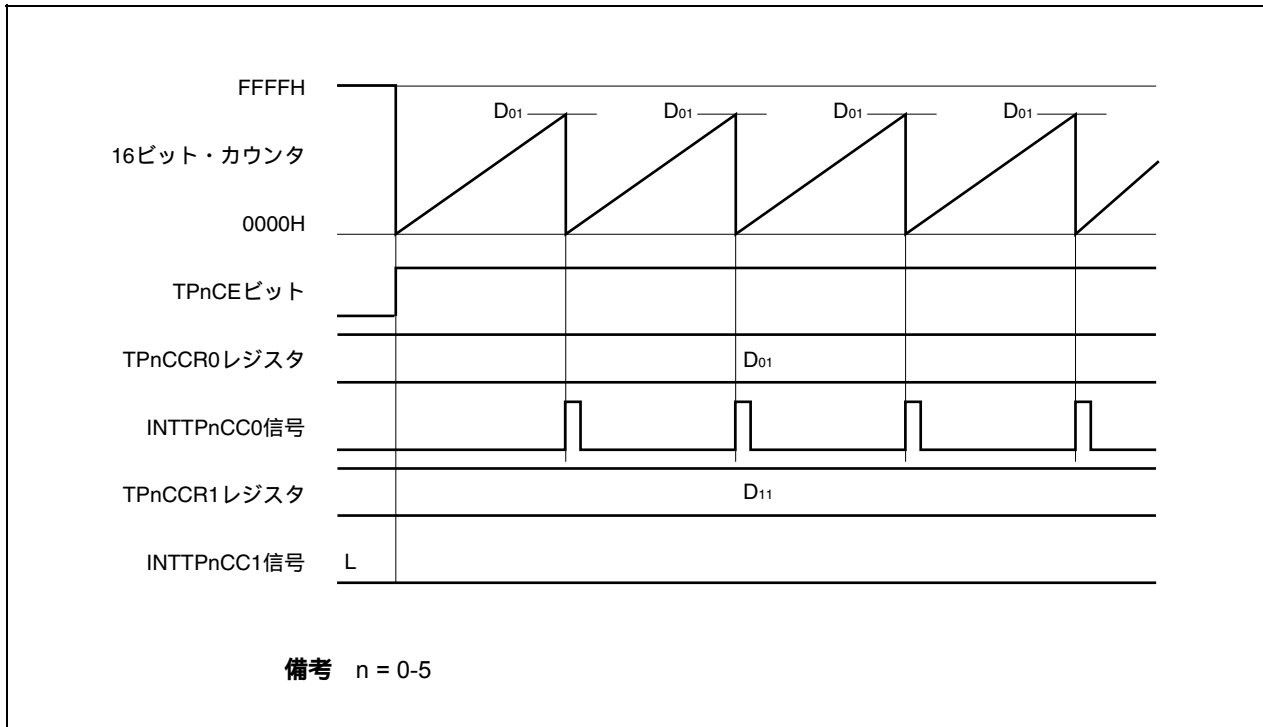 FFFFH
D01 D01 D01 D01
16ビット・カウンタ
0000H
TPnCEビット
TPnCCR0レジスタ D01
INTTPnCC0信号
TPnCCR1レジスタ D11
INTTPnCC1信号 L
備考 n = 0-5